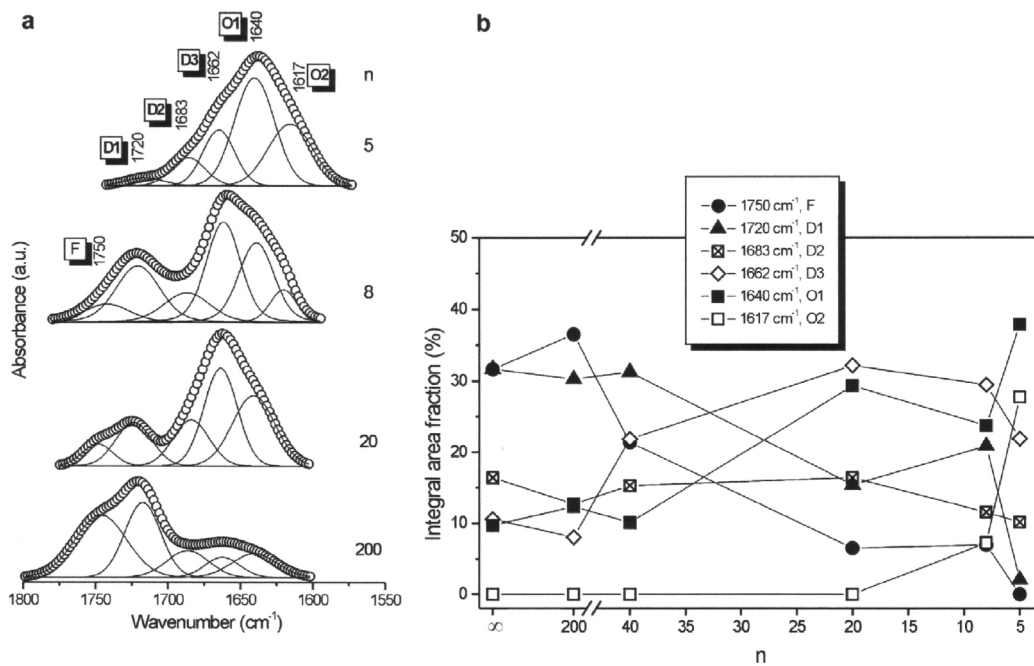 a
D1 1720
D2 1683
D3 1662
O1 1640
1617 O2
n
5
F 1750
8
20
200
Absorbance (a.u.)
1800 1750 1700 1650 1600 1550
Wavenumber (cm⁻¹)
b
1750 cm⁻¹, F
1720 cm⁻¹, D1
1683 cm⁻¹, D2
1662 cm⁻¹, D3
1640 cm⁻¹, O1
1617 cm⁻¹, O2
50
40
30
20
10
0
Integral area fraction (%)
∞ 200 40 35 30 25 20 15 10 5
n